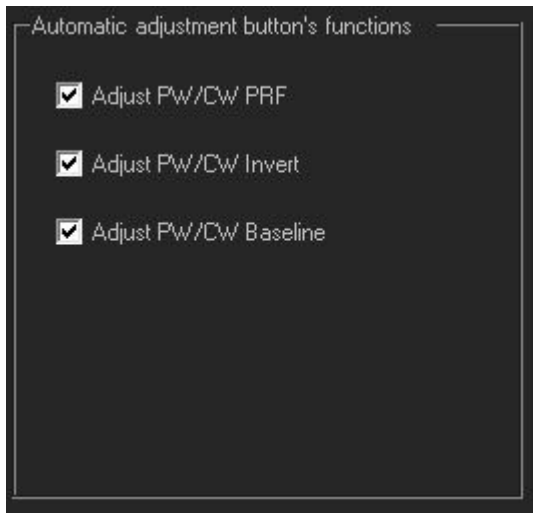 Automatic adjustment button's functions
Adjust PW/CW PRF
Adjust PW/CW Invert
Adjust PW/CW Baseline